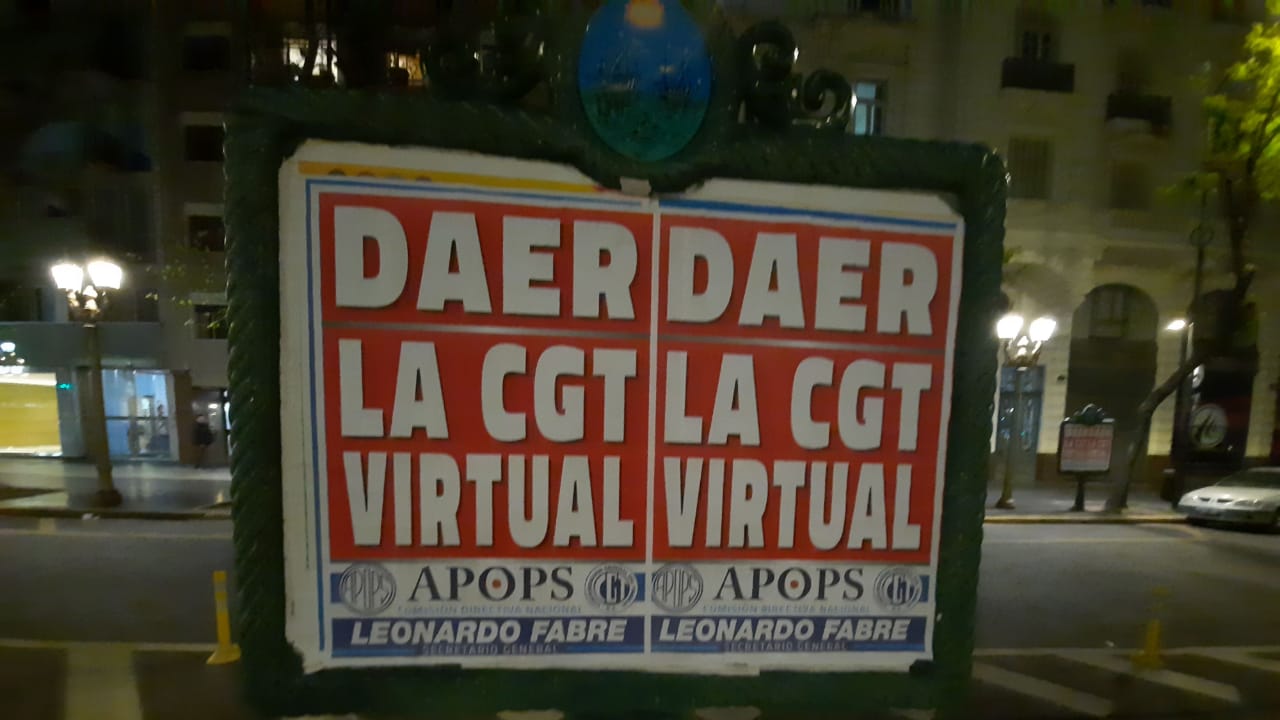 DAER
LA CGT
VIRTUAL
APOPS
COMISIÓN DIRECTIVA NACIONAL
LEONARDO FABRE
SECRETARIO GENERAL
DAER
LA CGT
VIRTUAL
APOPS
COMISIÓN DIRECTIVA NACIONAL
LEONARDO FABRE
SECRETARIO GENERAL